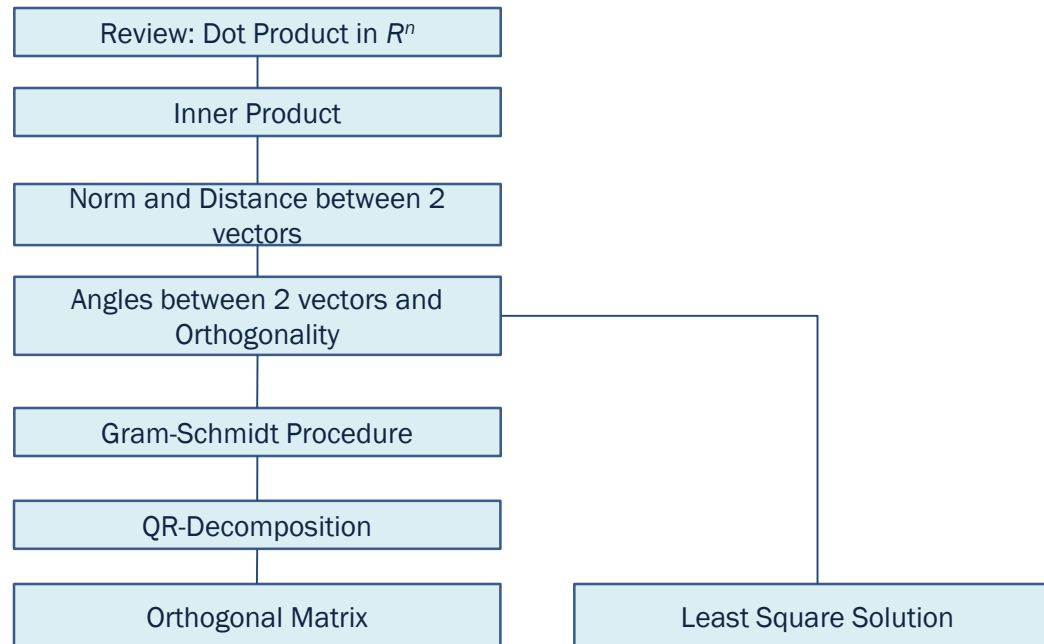 Review: Dot Product in Rⁿ
Inner Product
Norm and Distance between 2
vectors
Angles between 2 vectors and
Orthogonality
Gram-Schmidt Procedure
QR-Decomposition
Orthogonal Matrix
Least Square Solution